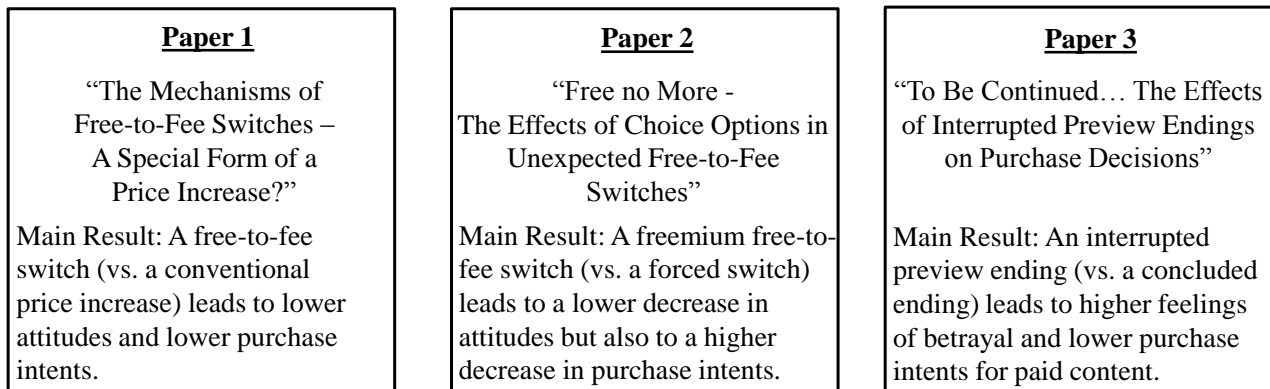 Paper 1
“The Mechanisms of
Free-to-Fee Switches –
A Special Form of a
Price Increase?”
Main Result: A free-to-fee
switch (vs. a conventional
price increase) leads to lower
attitudes and lower purchase
intents.
Paper 2
“Free no More -
The Effects of Choice Options in
Unexpected Free-to-Fee
Switches”
Main Result: A freemium free-to-
fee switch (vs. a forced switch)
leads to a lower decrease in
attitudes but also to a higher
decrease in purchase intents.
Paper 3
“To Be Continued… The Effects
of Interrupted Preview Endings
on Purchase Decisions”
Main Result: An interrupted
preview ending (vs. a concluded
ending) leads to higher feelings
of betrayal and lower purchase
intents for paid content.